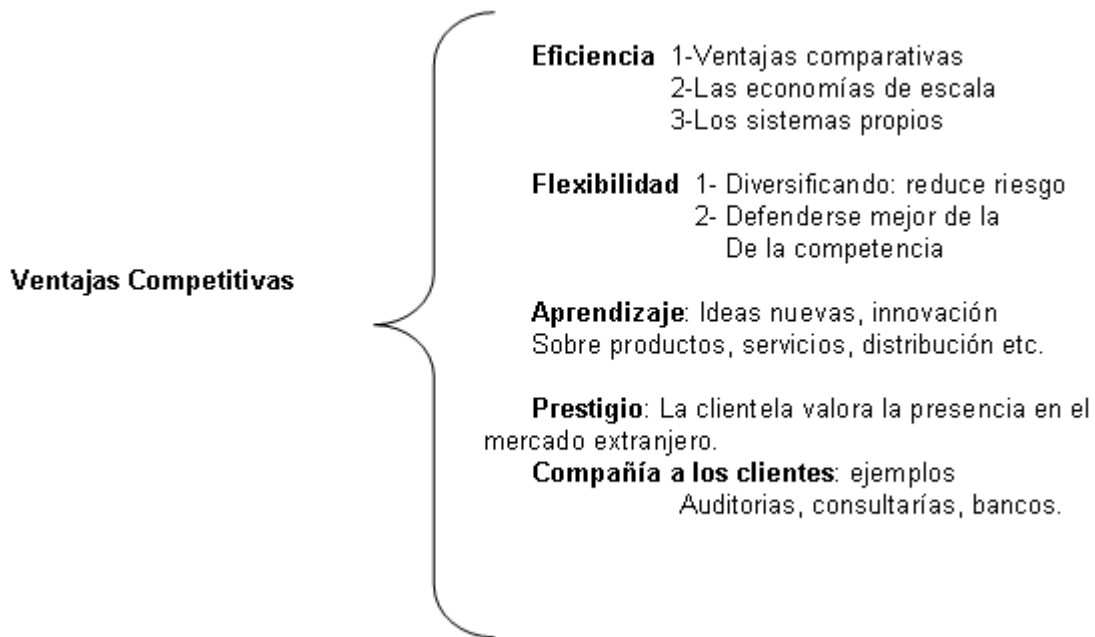 Ventajas Competitivas
Eficiencia 1-Ventajas comparativas
2-Las economías de escala
3-Los sistemas propios
Flexibilidad 1- Diversificando: reduce riesgo
2- Defenderse mejor de la
De la competencia
Aprendizaje: Ideas nuevas, innovación
Sobre productos, servicios, distribución etc.
Prestigio: La clientela valora la presencia en el
mercado extranjero.
Compañía a los clientes: ejemplos
Auditorias, consultarías, bancos.